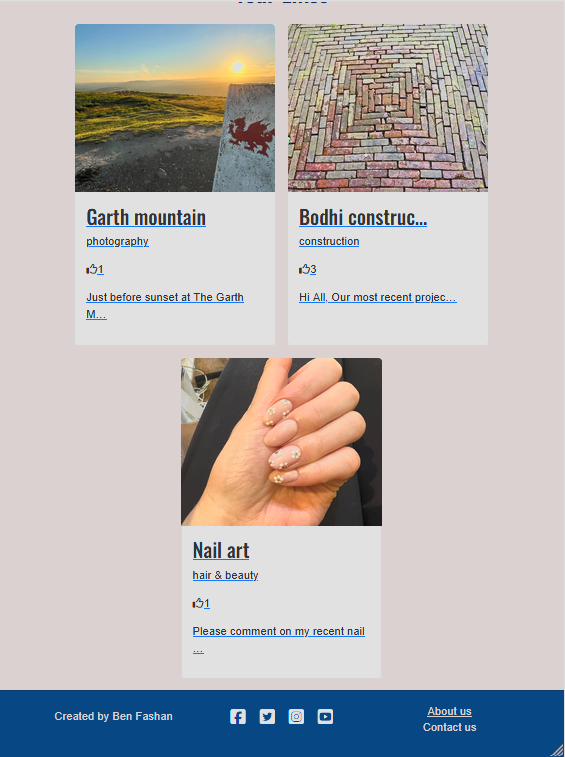 Your Likes
Garth mountain
photography
1
Just before sunset at The Garth
M...
Bodhi construc...
construction
3
Hi All, Our most recent projec...
Nail art
hair & beauty
1
Please comment on my recent nail
...
Created by Ben Fashan
About us
Contact us